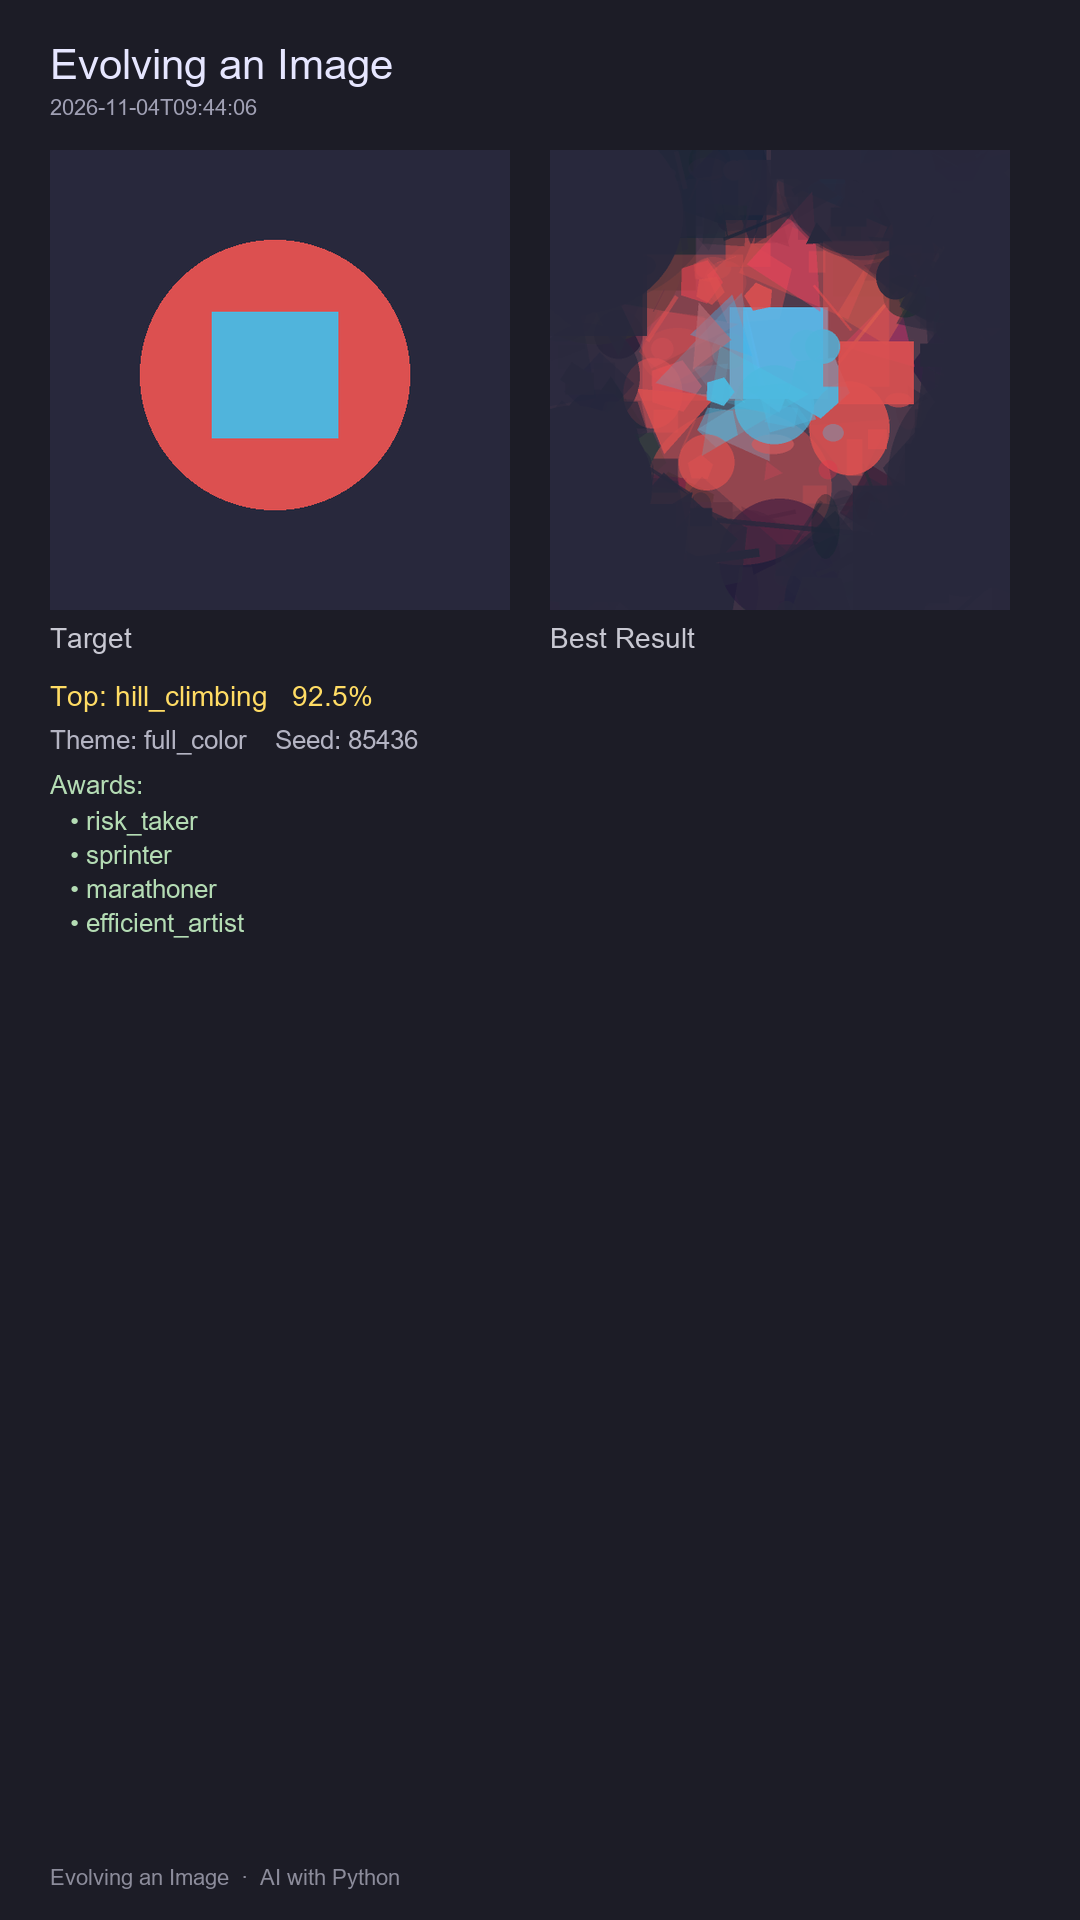 Evolving an Image
2026-11-04T09:44:06
Target
Best Result
Top: hill_climbing 92.5%
Theme: full_color Seed: 85436
Awards:
• risk_taker
• sprinter
• marathoner
• efficient_artist
Evolving an Image · AI with Python